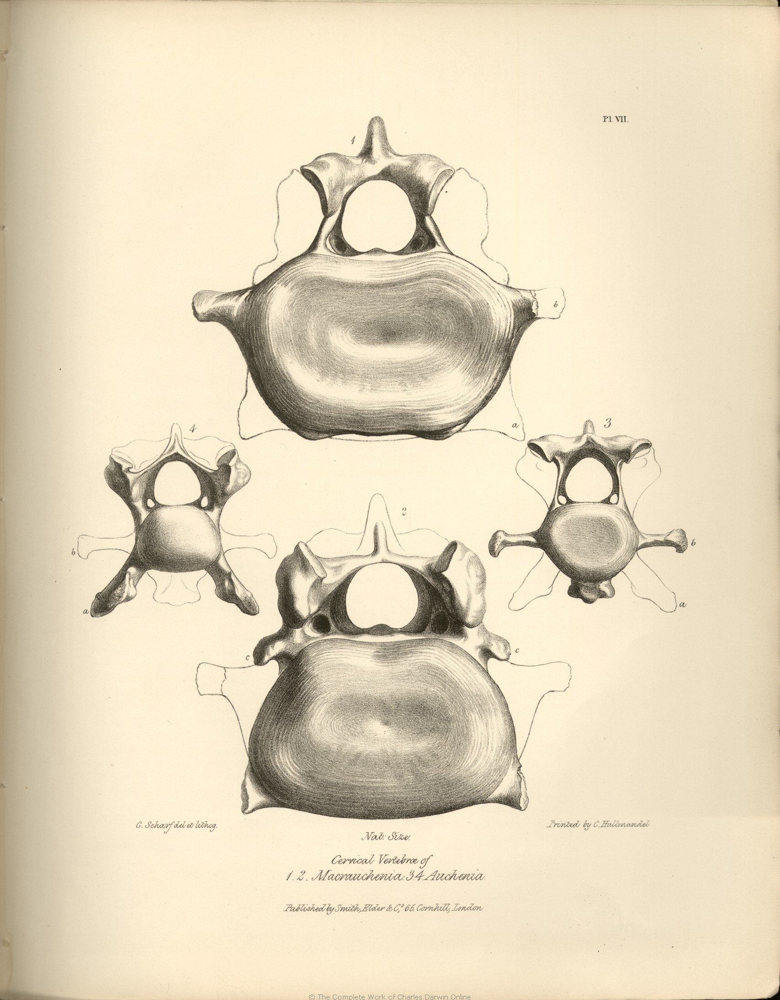 Pl. VII.
1
b
a
4
3
b
a
b
a
2
c
c
G. Scharf del et lithog.
Printed by C. Hullmandel
Nat: Size.
Cervical Vertebræ of
1. 2. Macrauchenia. 3.4. Auchenia.
Published by Smith, Elder & Co. 65. Cornhill, London
© The Complete Work of Charles Darwin Online